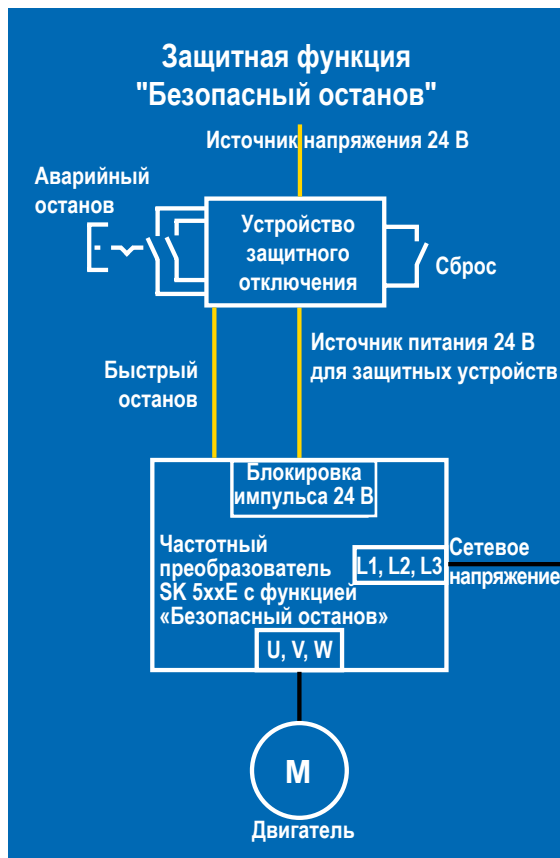 Защитная функция
"Безопасный останов"
Источник напряжения 24 В
Аварийный
останов
Устройство
защитного
отключения
Сброс
Быстрый
останов
Источник питания 24 В
для защитных устройств
Блокировка
импульса 24 В
Частотный
преобразователь
SK 5xxE с функцией
«Безопасный останов»
L1, L2, L3
Сетевое
напряжение
U, V, W
M
Двигатель